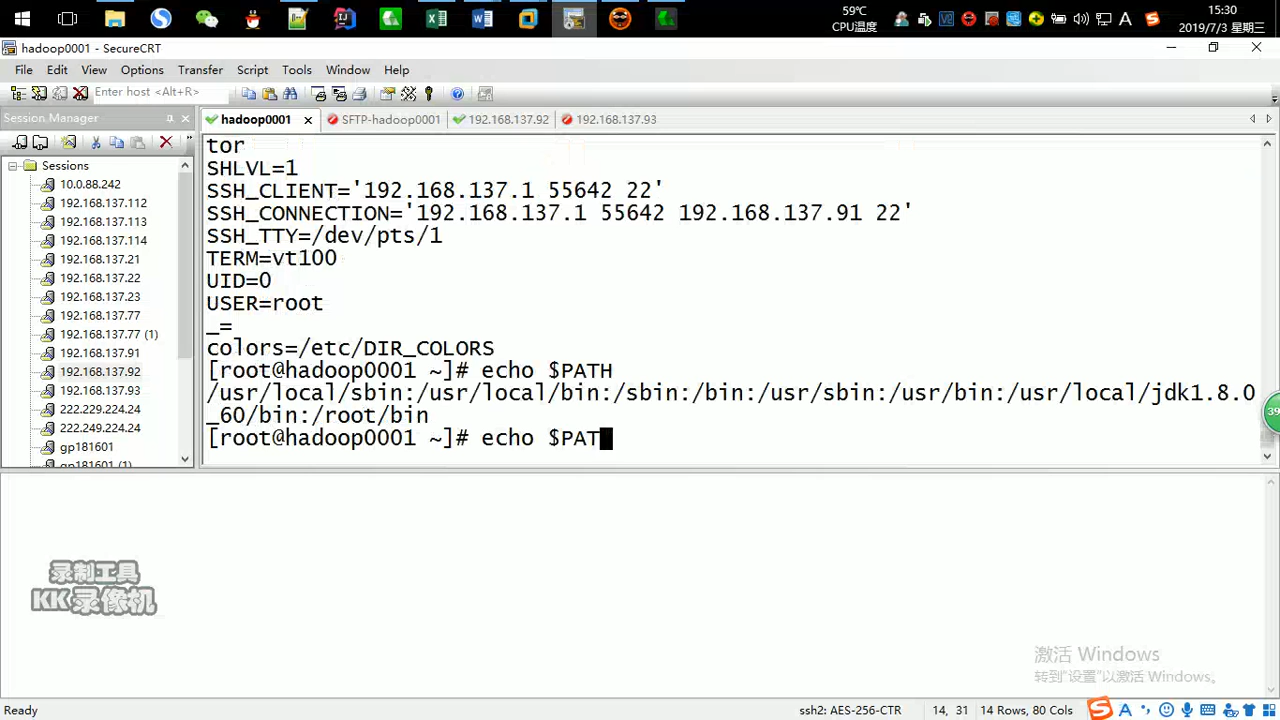 59℃
CPU温度
15:30
2019/7/3 星期三
hadoop0001 - SecureCRT
File Edit View Options Transfer Script Tools Window Help
Enter host <Alt+R>
Session Manager
hadoop0001 SFTP-hadoop0001 192.168.137.92 192.168.137.93
Sessions
10.0.88.242
192.168.137.112
192.168.137.113
192.168.137.114
192.168.137.21
192.168.137.22
192.168.137.23
192.168.137.77
192.168.137.77 (1)
192.168.137.91
192.168.137.92
192.168.137.93
222.229.224.24
222.249.224.24
gp181601
gp181601 (1)
tor
SHLVL=1
SSH_CLIENT='192.168.137.1 55642 22'
SSH_CONNECTION='192.168.137.1 55642 192.168.137.91 22'
SSH_TTY=/dev/pts/1
TERM=vt100
UID=0
USER=root
_=
colors=/etc/DIR_COLORS
[root@hadoop0001 ~]# echo $PATH
/usr/local/sbin:/usr/local/bin:/sbin:/bin:/usr/sbin:/usr/bin:/usr/local/jdk1.8.0
_60/bin:/root/bin
[root@hadoop0001 ~]# echo $PAT
39
录制工具
KK录像机
激活 Windows
转到"设置"以激活 Windows。
Ready
ssh2: AES-256-CTR 14, 31 14 Rows, 80 Cols